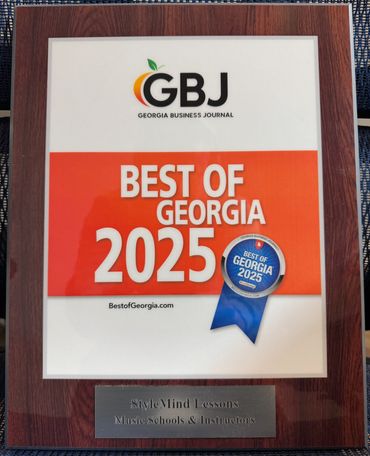 GBJ
GEORGIA BUSINESS JOURNAL
BEST OF
GEORGIA
2025
BEST OF
GEORGIA
2025
BestofGeorgia.com
StyleMind Lessons
Music Schools & Instructors